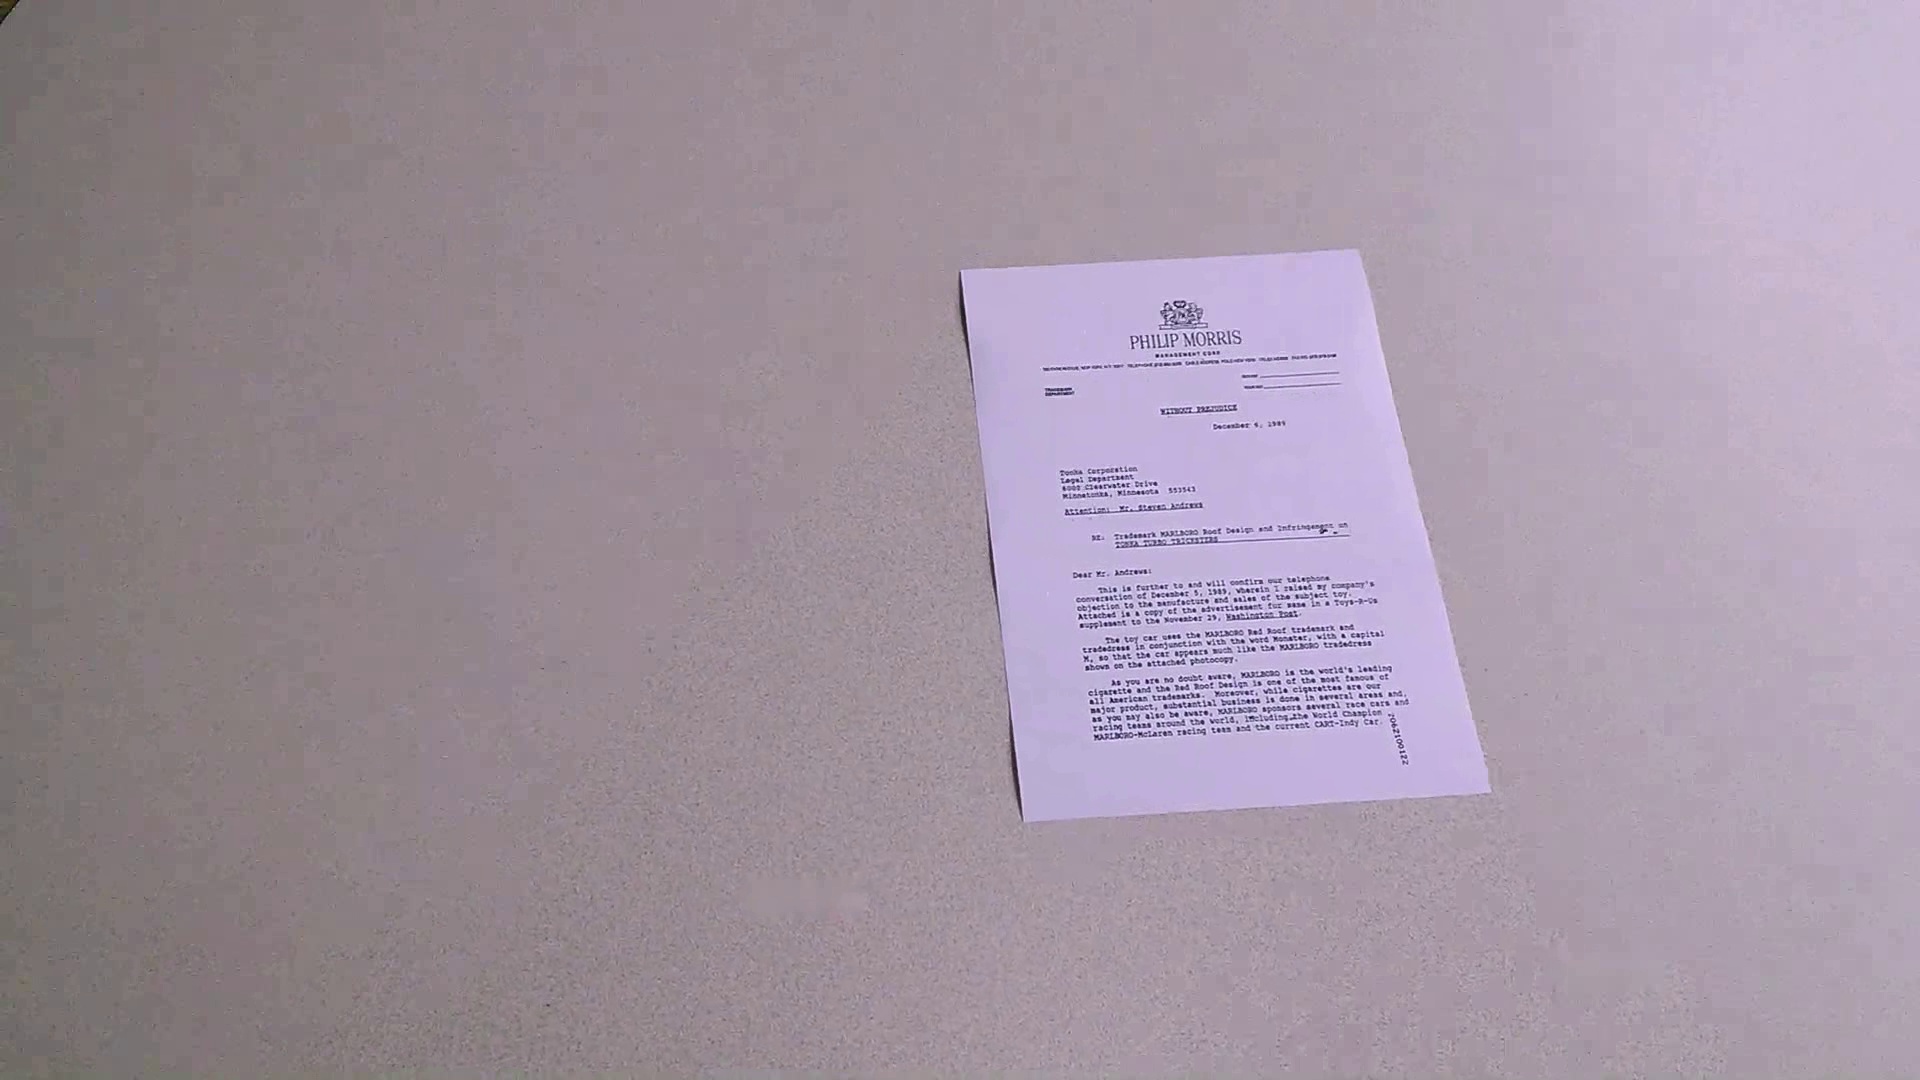 PHILIP MORRIS
MANAGEMENT CORP
TRADEMARK
DEPARTMENT
WITHOUT PREJUDICE
December 6, 1989
Tonka Corporation
Legal Department
6000 Clearwater Drive
Minnetonka, Minnesota 553543
Attention: Mr. Steven Andrews
RE: Trademark MARLBORO Roof Design and Infringement on
TONKA TURBO TRICKSTERS
Dear Mr. Andrews:
This is further to and will confirm our telephone
conversation of December 5, 1989, wherein I raised my company's
objection to the manufacture and sales of the subject toy.
Attached is a copy of the advertisement for same in a Toys-R-Us
supplement to the November 29, Washington Post.
The toy car uses the MARLBORO Red Roof trademark and
tradedress in conjunction with the word Monster, with a capital
M, so that the car appears much like the MARLBORO tradedress
shown on the attached photocopy.
As you are no doubt aware, MARLBORO is the world's leading
cigarette and the Red Roof Design is one of the most famous of
all American trademarks. Moreover, while cigarettes are our
major product, substantial business is done in several areas and,
as you may also be aware, MARLBORO sponsors several race cars and
racing teams around the world, including the World Champion
MARLBORO-McLaren racing team and the current CART-Indy Car.